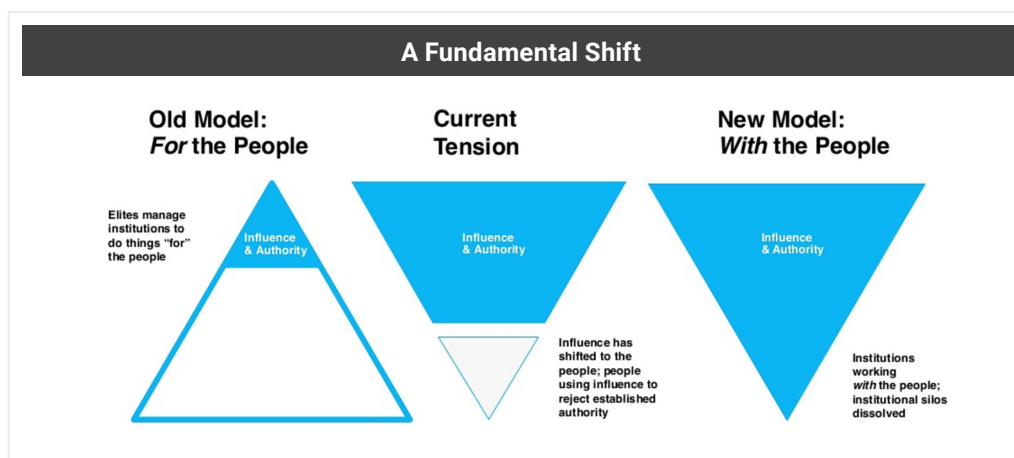 A Fundamental Shift
Old Model:
For the People
Elites manage
institutions to
do things “for”
the people
Influence
& Authority
Current
Tension
Influence
& Authority
Influence has
shifted to the
people; people
using influence to
reject established
authority
New Model:
With the People
Influence
& Authority
Institutions
working
with the people;
institutional silos
dissolved